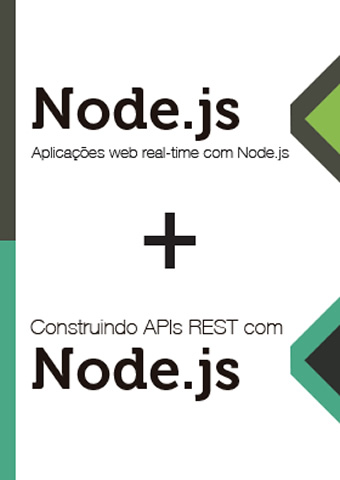 Node.js
Aplicações web real-time com Node.js
+
Construindo APIs REST com
Node.js